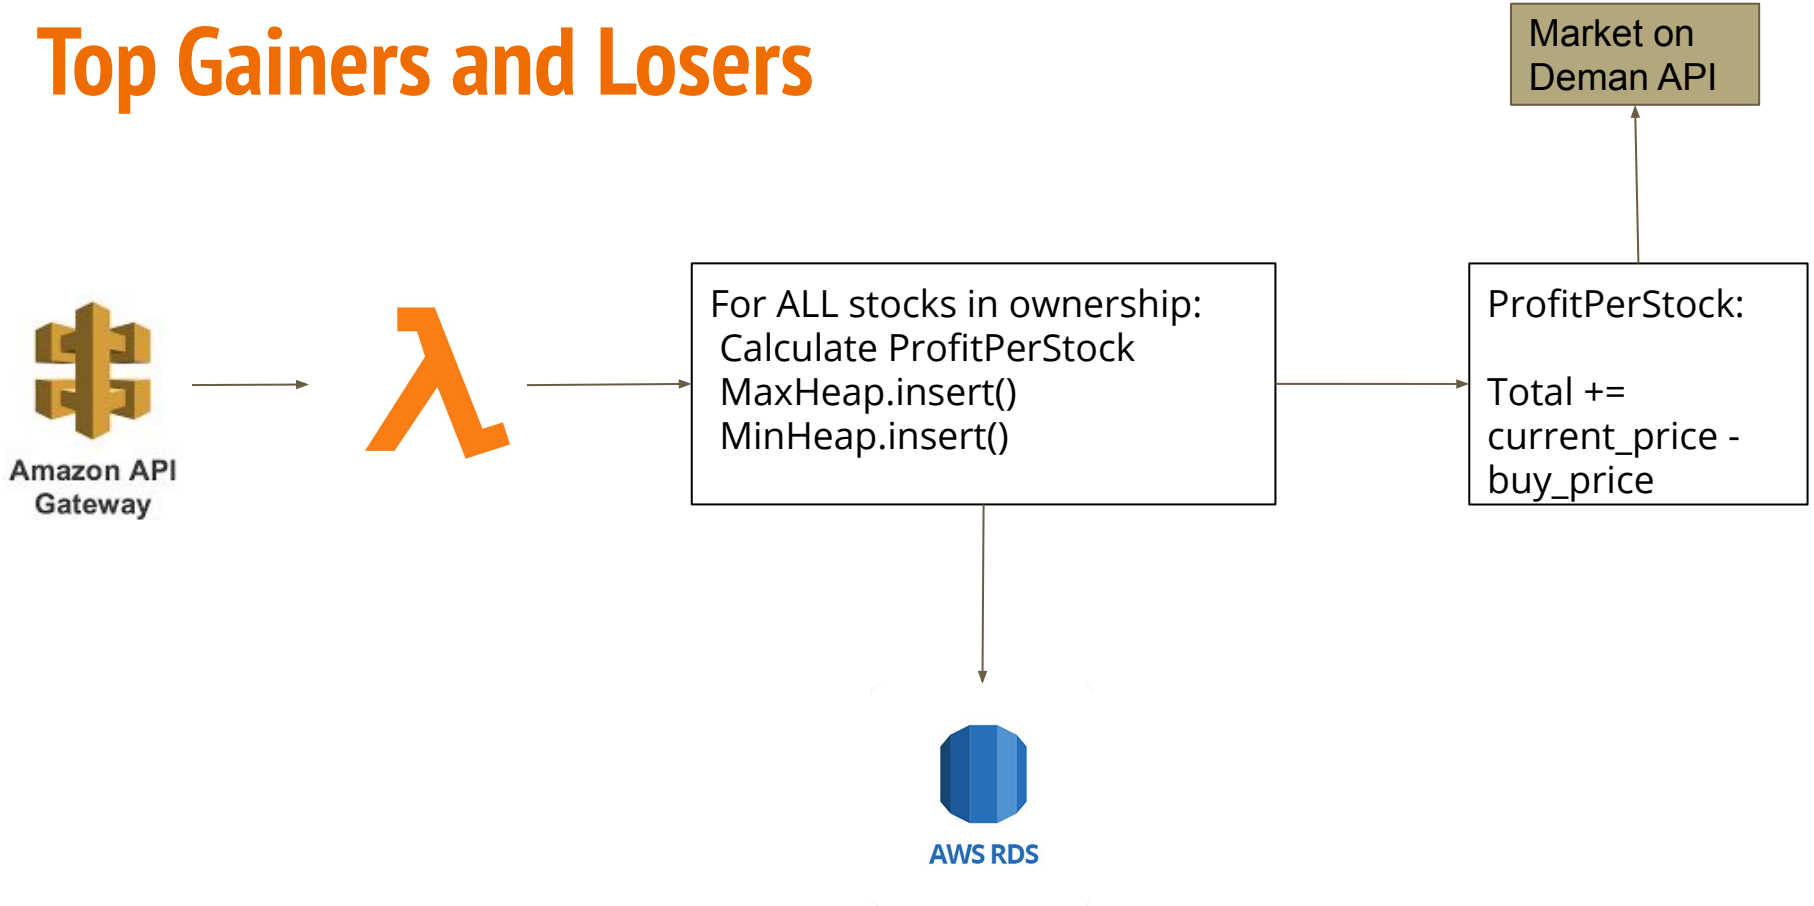 Top Gainers and Losers
Market on
Deman API
For ALL stocks in ownership:
Calculate ProfitPerStock
MaxHeap.insert()
MinHeap.insert()
ProfitPerStock:
Total +=
current_price -
buy_price
Amazon API
Gateway
AWS RDS